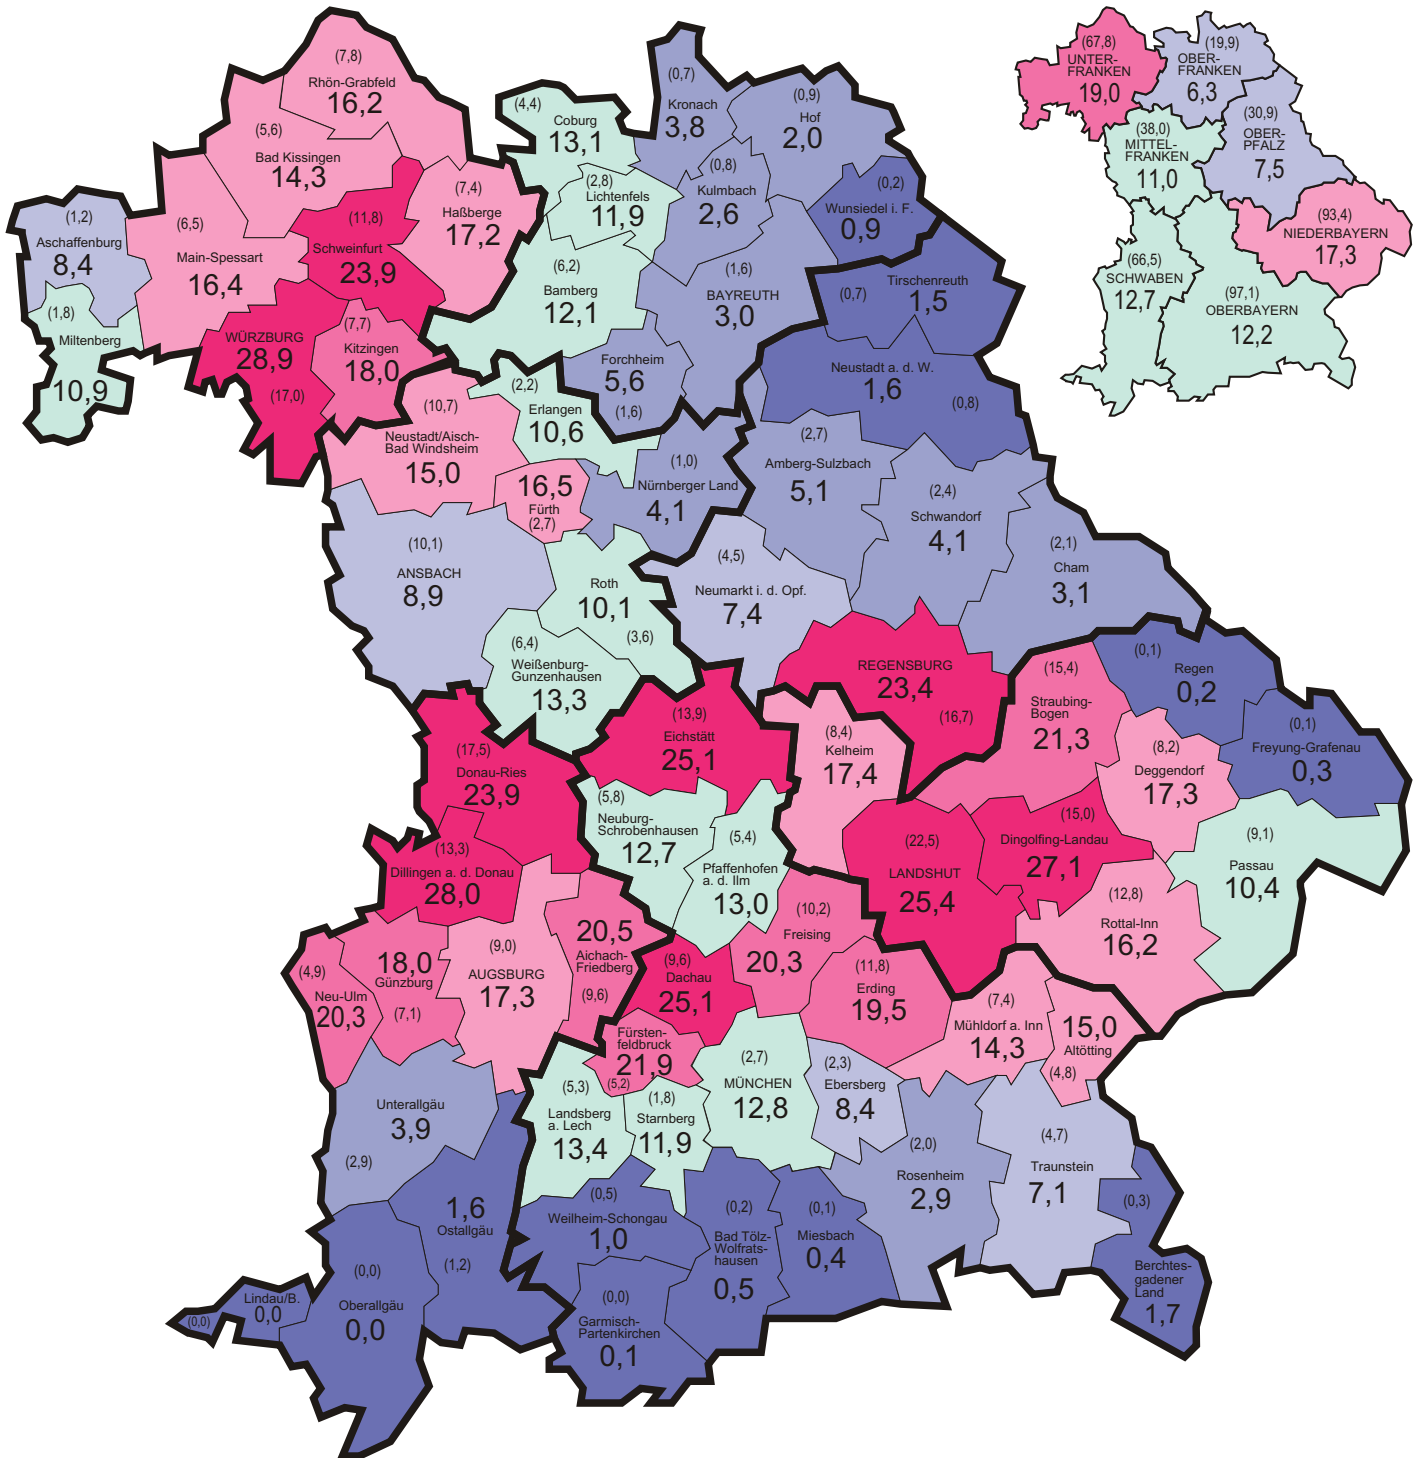 (7,8)
Rhön-Grabfeld
16,2
(5,6)
Bad Kissingen
14,3
(7,4)
Haßberge
17,2
(11,8)
Schweinfurt
23,9
(6,5)
Main-Spessart
16,4
(1,2)
Aschaffenburg
8,4
(1,8)
Miltenberg
10,9
WÜRZBURG
28,9
(17,0)
(7,7)
Kitzingen
18,0
(4,4)
Coburg
13,1
(0,7)
Kronach
3,8
(0,9)
Hof
2,0
(2,8)
Lichtenfels
11,9
(0,8)
Kulmbach
2,6
(0,2)
Wunsiedel i. F.
0,9
(6,2)
Bamberg
12,1
(1,6)
BAYREUTH
3,0
Forchheim
5,6
(1,6)
(0,7)
Tirschenreuth
1,5
Neustadt a. d. W.
1,6
(0,8)
(10,7)
Neustadt/Aisch-
Bad Windsheim
15,0
(2,2)
Erlangen
10,6
16,5
Fürth
(2,7)
(1,0)
Nürnberger Land
4,1
(10,1)
ANSBACH
8,9
Roth
10,1
(3,6)
(6,4)
Weißenburg-
Gunzenhausen
13,3
(2,7)
Amberg-Sulzbach
5,1
(2,4)
Schwandorf
4,1
(2,1)
Cham
3,1
(4,5)
Neumarkt i. d. Opf.
7,4
REGENSBURG
23,4
(16,7)
(15,4)
Straubing-
Bogen
21,3
(0,1)
Regen
0,2
(0,1)
Freyung-Grafenau
0,3
(8,2)
Deggendorf
17,3
(8,4)
Kelheim
17,4
(22,5)
LANDSHUT
25,4
(15,0)
Dingolfing-Landau
27,1
(9,1)
Passau
10,4
(12,8)
Rottal-Inn
16,2
(17,5)
Donau-Ries
23,9
(13,3)
Dillingen a. d. Donau
28,0
(13,9)
Eichstätt
25,1
(5,8)
Neuburg-
Schrobenhausen
12,7
(5,4)
Pfaffenhofen
a. d. Ilm
13,0
(4,9)
Neu-Ulm
20,3
18,0
Günzburg
(7,1)
(9,0)
AUGSBURG
17,3
20,5
Aichach-
Friedberg
(9,6)
(9,6)
Dachau
25,1
(10,2)
Freising
20,3
(11,8)
Erding
19,5
(7,4)
Mühldorf a. Inn
14,3
15,0
Altötting
(4,8)
Fürsten-
feldbruck
21,9
(5,2)
(5,3)
Landsberg
a. Lech
13,4
(1,8)
Starnberg
11,9
(2,7)
MÜNCHEN
12,8
(2,3)
Ebersberg
8,4
(2,0)
Rosenheim
2,9
(4,7)
Traunstein
7,1
(0,3)
Berchtes-
gadener
Land
1,7
Unterallgäu
3,9
(2,9)
1,6
Ostallgäu
(1,2)
(0,0)
Oberallgäu
0,0
Lindau/B.
0,0
(0,0)
(0,5)
Weilheim-Schongau
1,0
(0,0)
Garmisch-
Partenkirchen
0,1
(0,2)
Bad Tölz-
Wolfrats-
hausen
0,5
(0,1)
Miesbach
0,4
(67,8)
UNTER-
FRANKEN
19,0
(19,9)
OBER-
FRANKEN
6,3
(38,0)
MITTEL-
FRANKEN
11,0
(30,9)
OBER-
PFALZ
7,5
(93,4)
NIEDERBAYERN
17,3
(66,5)
SCHWABEN
12,7
(97,1)
OBERBAYERN
12,2